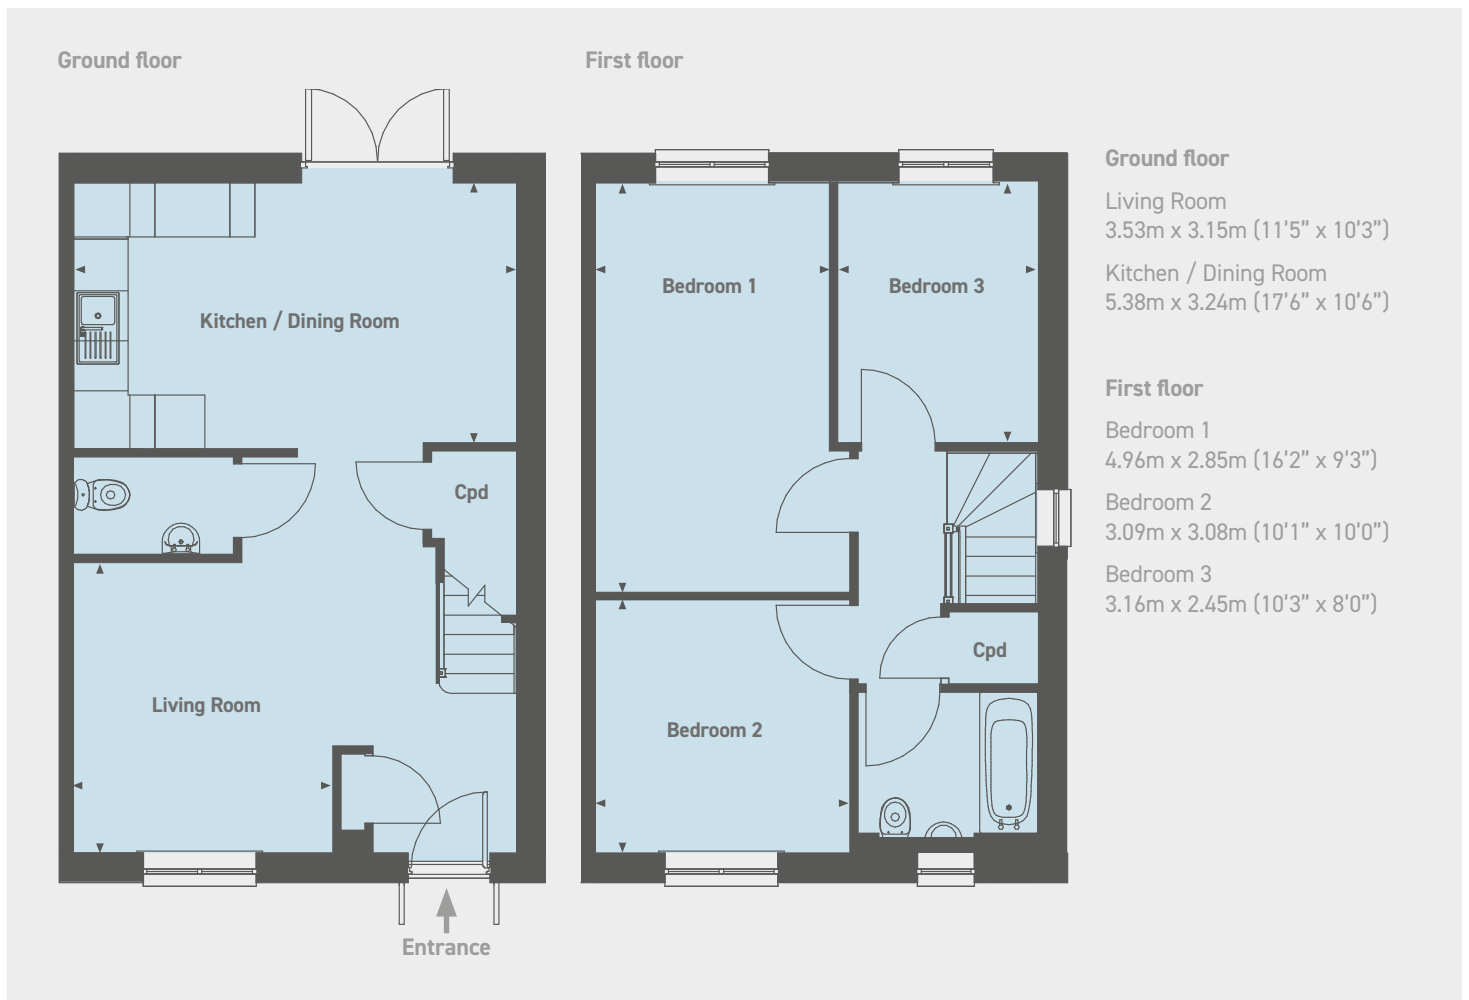 Ground floor
First floor
Kitchen / Dining Room
Cpd
Living Room
Entrance
Bedroom 1
Bedroom 3
Cpd
Bedroom 2
Ground floor
Living Room
3.53m x 3.15m (11’5” x 10’3”)
Kitchen / Dining Room
5.38m x 3.24m (17’6” x 10’6”)
First floor
Bedroom 1
4.96m x 2.85m (16’2” x 9’3”)
Bedroom 2
3.09m x 3.08m (10’1” x 10’0”)
Bedroom 3
3.16m x 2.45m (10’3” x 8’0”)